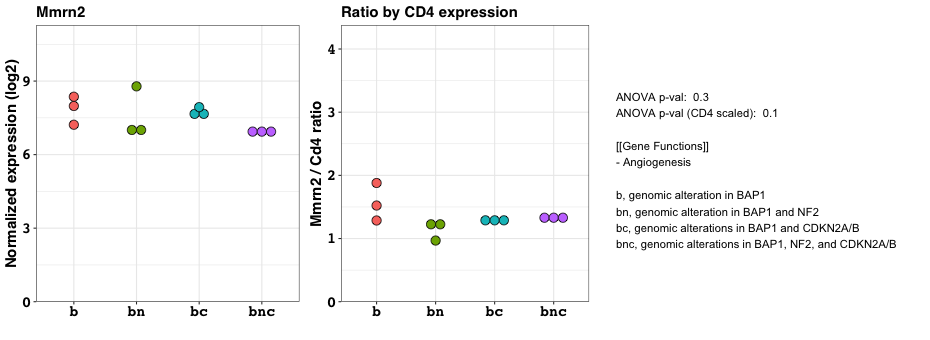 Mmrn2
Normalized expression (log2)
9
6
3
0
b bn bc bnc
Ratio by CD4 expression
Mmrn2 / Cd4 ratio
4
3
2
1
0
b bn bc bnc
ANOVA p-val: 0.3
ANOVA p-val (CD4 scaled): 0.1
[[Gene Functions]]
- Angiogenesis
b, genomic alteration in BAP1
bn, genomic alteration in BAP1 and NF2
bc, genomic alterations in BAP1 and CDKN2A/B
bnc, genomic alterations in BAP1, NF2, and CDKN2A/B